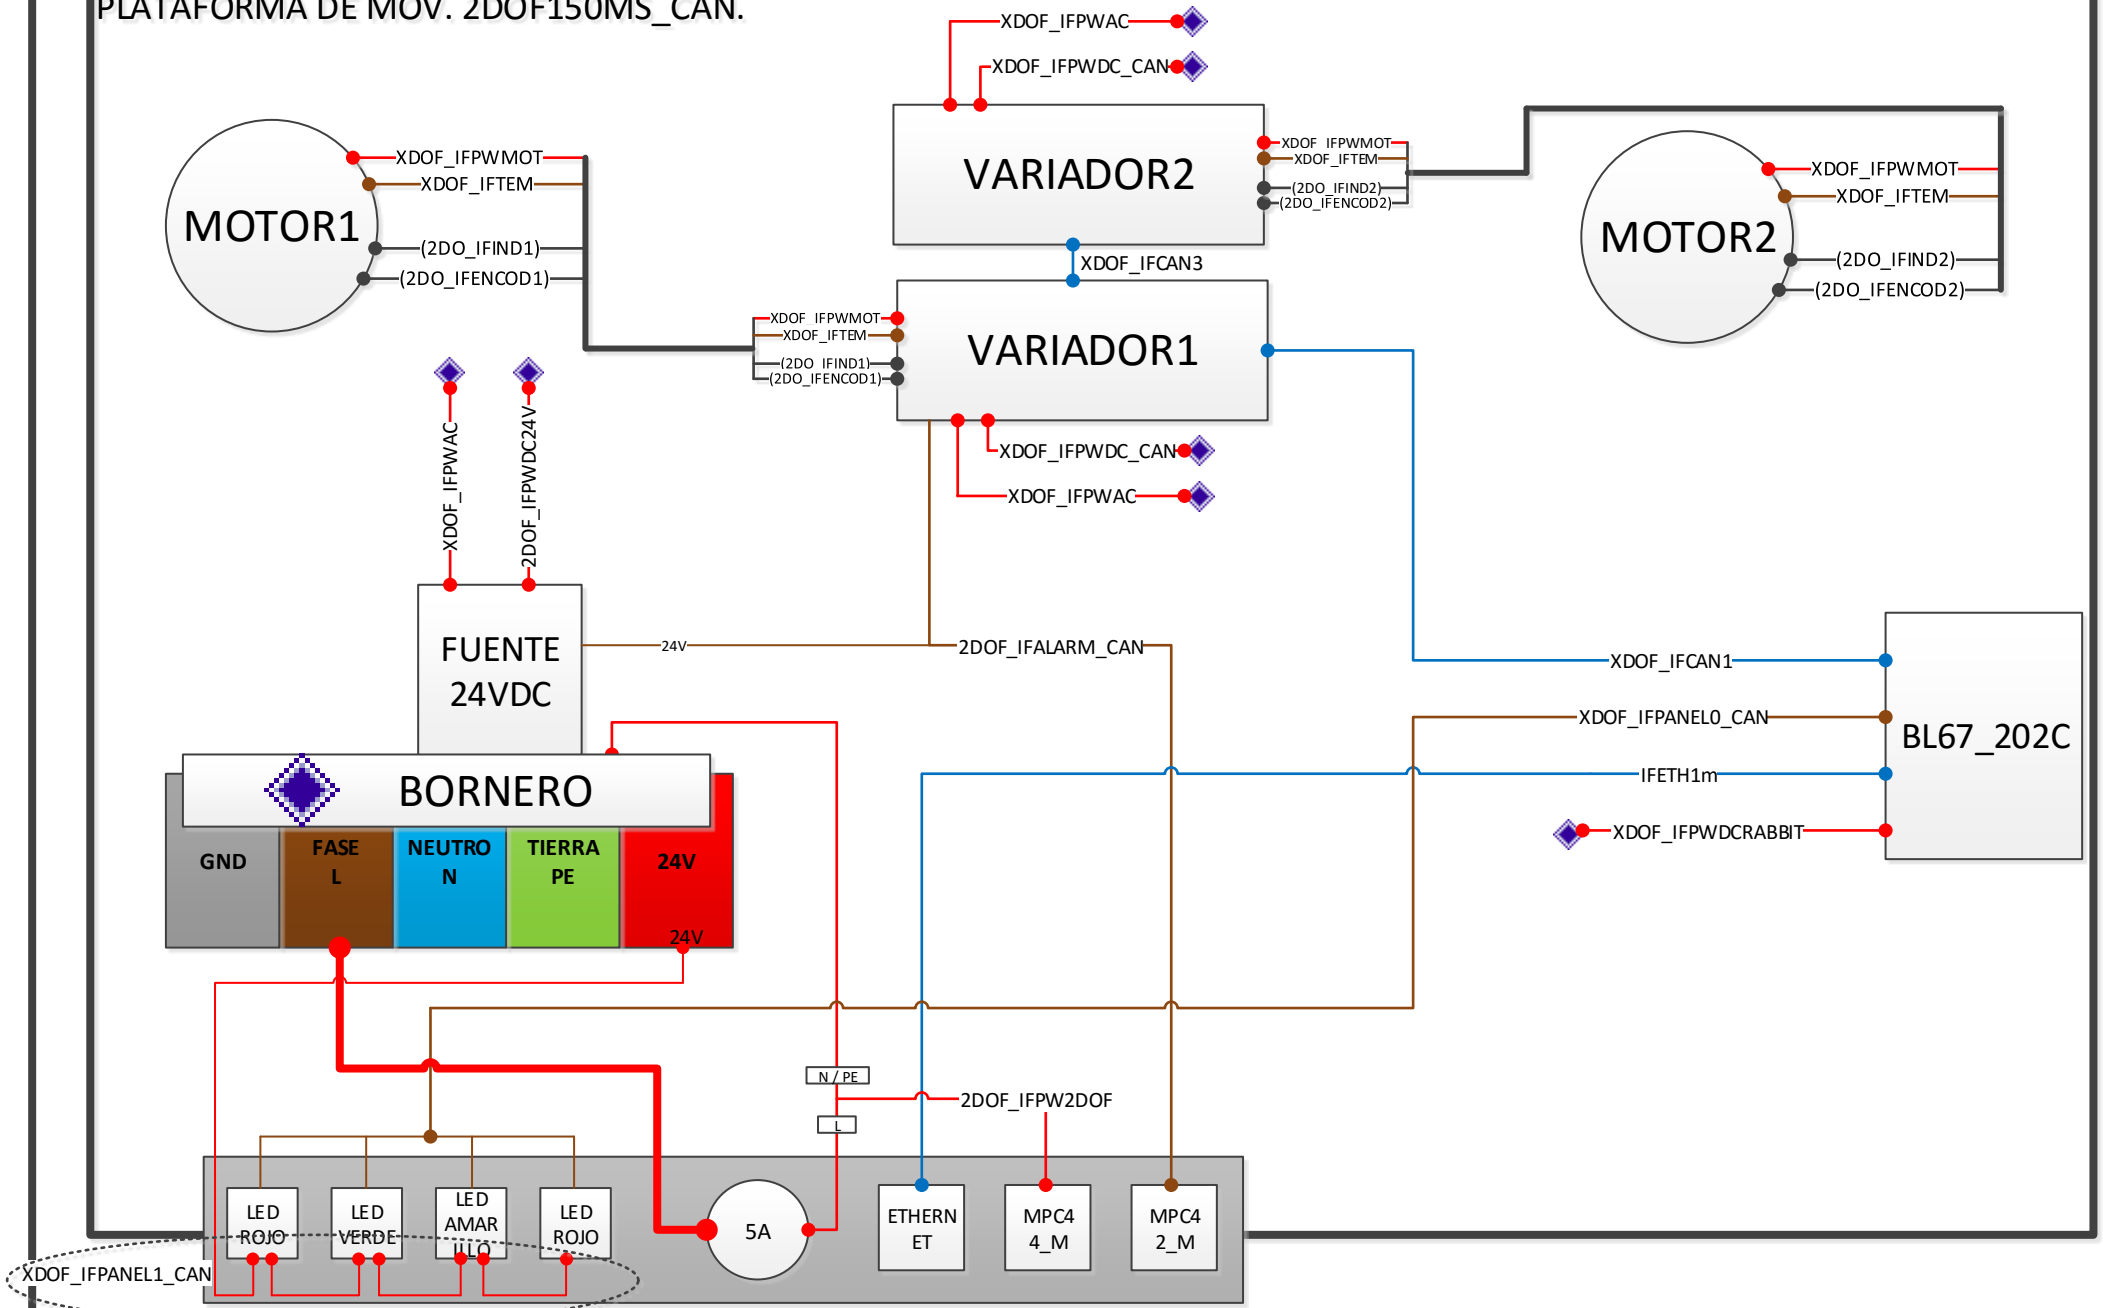 PLATAFORMA DE MOV. 2DOF150MS_CAN.
XDOF_IFPWAC
XDOF_IFPWDC_CAN
MOTOR1
XDOF_IFPWMOT
XDOF_IFTEM
(2DO_IFIND1)
(2DO_IFENCOD1)
VARIADOR2
XDOF_IFPWMOT
XDOF_IFTEM
(2DO_IFIND2)
(2DO_IFENCOD2)
MOTOR2
XDOF_IFPWMOT
XDOF_IFTEM
(2DO_IFIND2)
(2DO_IFENCOD2)
XDOF_IFCAN3
XDOF_IFPWMOT
XDOF_IFTEM
(2DO_IFIND1)
(2DO_IFENCOD1)
VARIADOR1
XDOF_IFPWDC_CAN
XDOF_IFPWAC
XDOF_IFPWAC
2DOF_IFPWDC24V
FUENTE
24VDC
24V
2DOF_IFALARM_CAN
XDOF_IFCAN1
XDOF_IFPANEL0_CAN
IFETH1m
XDOF_IFPWDCRABBIT
BL67_202C
BORNERO
GND
FASE
L
NEUTRO
N
TIERRA
PE
24V
24V
N / PE
L
2DOF_IFPW2DOF
LED
ROJO
LED
VERDE
LED
AMAR
ILLO
LED
ROJO
5A
ETHERN
ET
MPC4
4_M
MPC4
2_M
XDOF_IFPANEL1_CAN